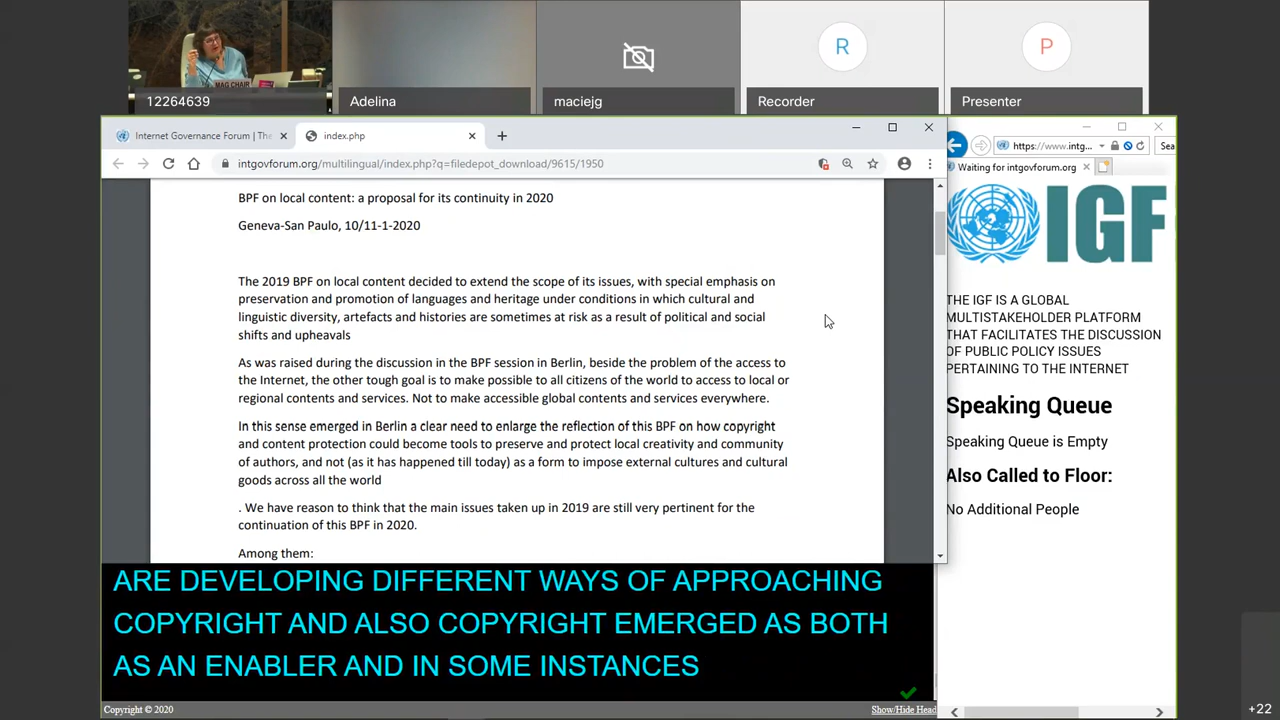 MAG CHAIR
12264639
Adelina
maciejg
R
Recorder
P
Presenter
Internet Governance Forum | The
index.php
intgovforum.org/multilingual/index.php?q=filedepot_download/9615/1950
BPF on local content: a proposal for its continuity in 2020
Geneva-San Paulo, 10/11-1-2020
The 2019 BPF on local content decided to extend the scope of its issues, with special emphasis on
preservation and promotion of languages and heritage under conditions in which cultural and
linguistic diversity, artefacts and histories are sometimes at risk as a result of political and social
shifts and upheavals
As was raised during the discussion in the BPF session in Berlin, beside the problem of the access to
the Internet, the other tough goal is to make possible to all citizens of the world to access to local or
regional contents and services. Not to make accessible global contents and services everywhere.
In this sense emerged in Berlin a clear need to enlarge the reflection of this BPF on how copyright
and content protection could become tools to preserve and protect local creativity and community
of authors, and not (as it has happened till today) as a form to impose external cultures and cultural
goods across all the world
. We have reason to think that the main issues taken up in 2019 are still very pertinent for the
continuation of this BPF in 2020.
Among them:
ARE DEVELOPING DIFFERENT WAYS OF APPROACHING
COPYRIGHT AND ALSO COPYRIGHT EMERGED AS BOTH
AS AN ENABLER AND IN SOME INSTANCES
Copyright © 2020
Show/Hide Head
https://www.intg...
Sea
Waiting for intgovforum.org
IGF
THE IGF IS A GLOBAL
MULTISTAKEHOLDER PLATFORM
THAT FACILITATES THE DISCUSSION
OF PUBLIC POLICY ISSUES
PERTAINING TO THE INTERNET
Speaking Queue
Speaking Queue is Empty
Also Called to Floor:
No Additional People
+22